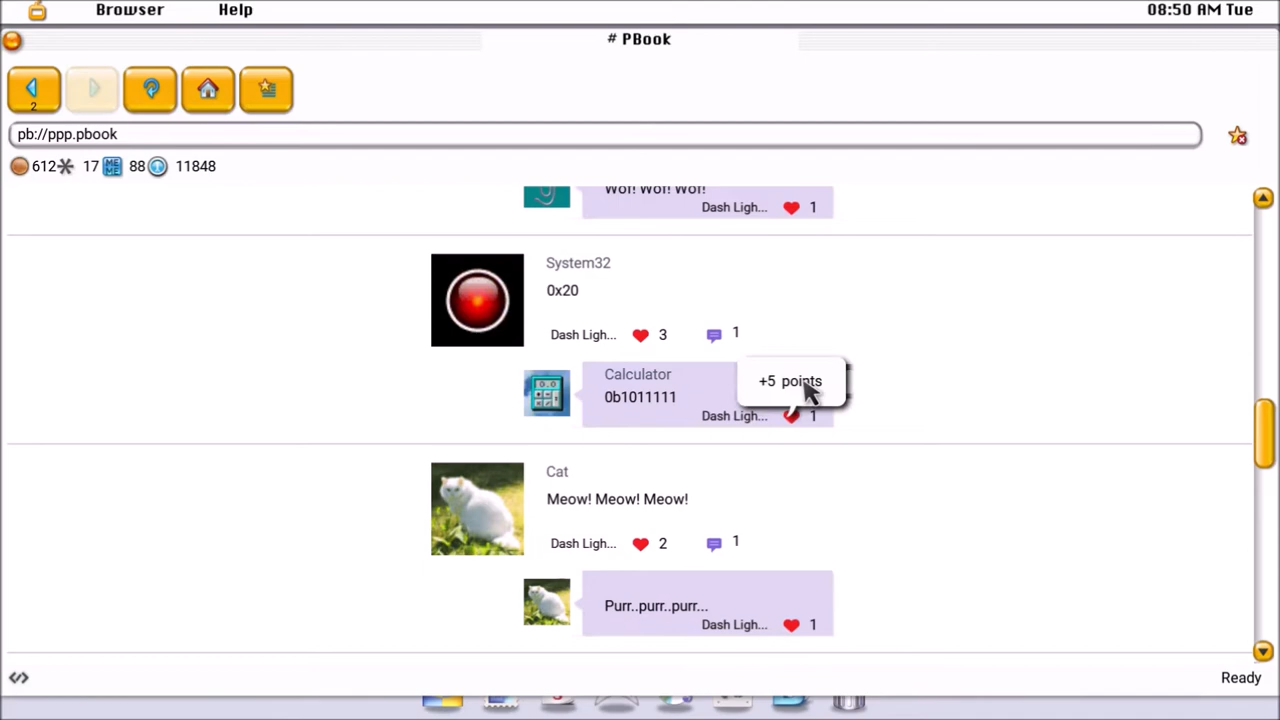 Browser Help 08:50 AM Tue
# PBook
2
pb://ppp.pbook
612 17 MEME 88 11848
Wof! Wof! Wof!
Dash Ligh... 1
System32
0x20
Dash Ligh... 3 1
Calculator
+5 points
0b1011111
Dash Ligh... 1
Cat
Meow! Meow! Meow!
Dash Ligh... 2 1
Purr..purr..purr...
Dash Ligh... 1
Ready